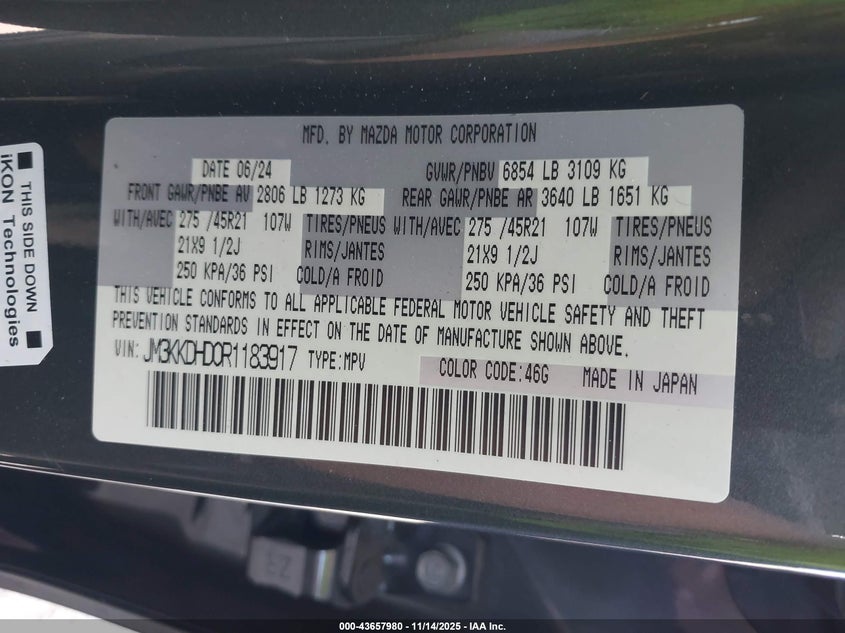 MFD. BY MAZDA MOTOR CORPORATION
DATE 06/24 GVWR/PNBV 6854 LB 3109 KG
FRONT GAWR/PNBE AV 2806 LB 1273 KG REAR GAWR/PNBE AR 3640 LB 1651 KG
WITH/AVEC 275 /45R21 107W TIRES/PNEUS WITH/AVEC 275 /45R21 107W TIRES/PNEUS
21X9 1/2J RIMS/JANTES 21X9 1/2J RIMS/JANTES
250 KPA/36 PSI COLD/A FROID 250 KPA/36 PSI COLD/A FROID
THIS VEHICLE CONFORMS TO ALL APPLICABLE FEDERAL MOTOR VEHICLE SAFETY AND THEFT
PREVENTION STANDARDS IN EFFECT ON THE DATE OF MANUFACTURE SHOWN ABOVE.
VIN: JM3KKDHD0R1183917 TYPE:MPV COLOR CODE:46G MADE IN JAPAN
THIS SIDE DOWN
iKON Technologies
000-43657980 - 11/14/2025 - IAA Inc.